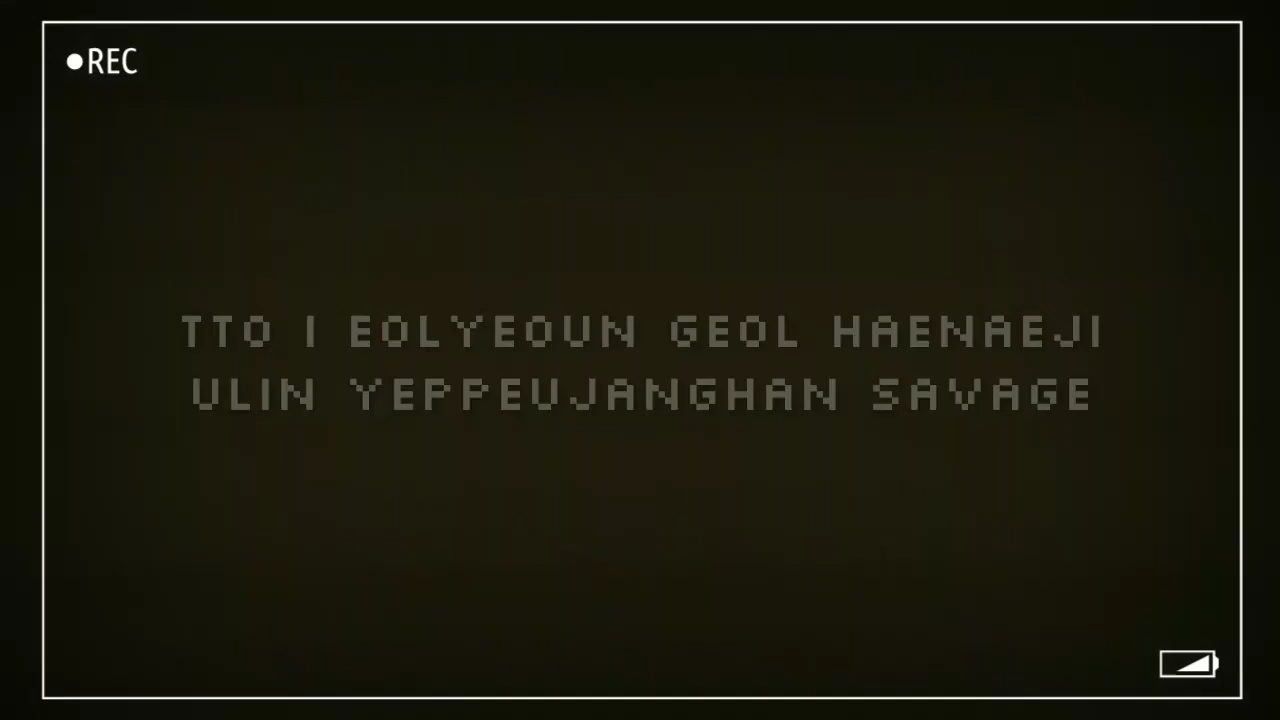 REC
TTO I EOLYEOUN GEOL HAENAEJI
ULIN YEPPEUJANGHAN SAVAGE